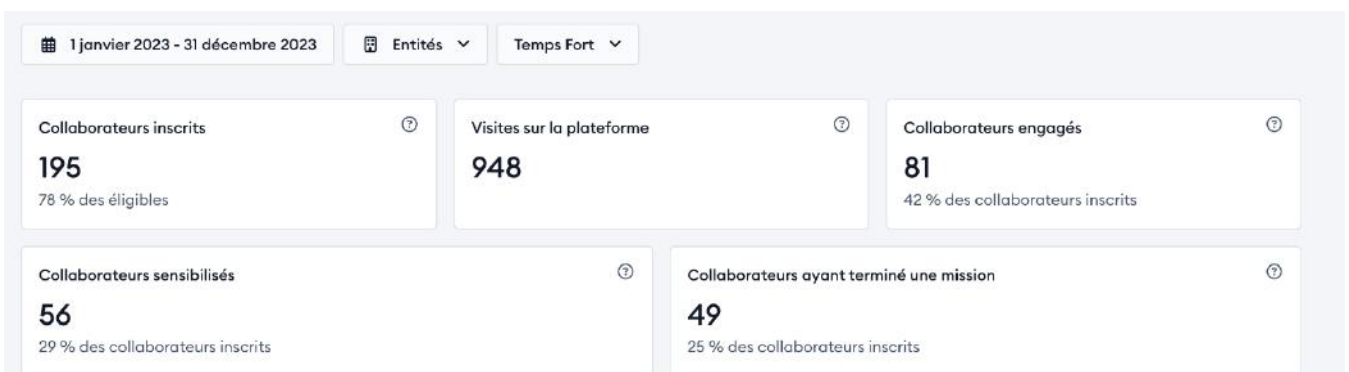 1 janvier 2023 - 31 décembre 2023
Entités
Temps Fort
Collaborateurs inscrits
195
78 % des éligibles
Visites sur la plateforme
948
Collaborateurs engagés
81
42 % des collaborateurs inscrits
Collaborateurs sensibilisés
56
29 % des collaborateurs inscrits
Collaborateurs ayant terminé une mission
49
25 % des collaborateurs inscrits